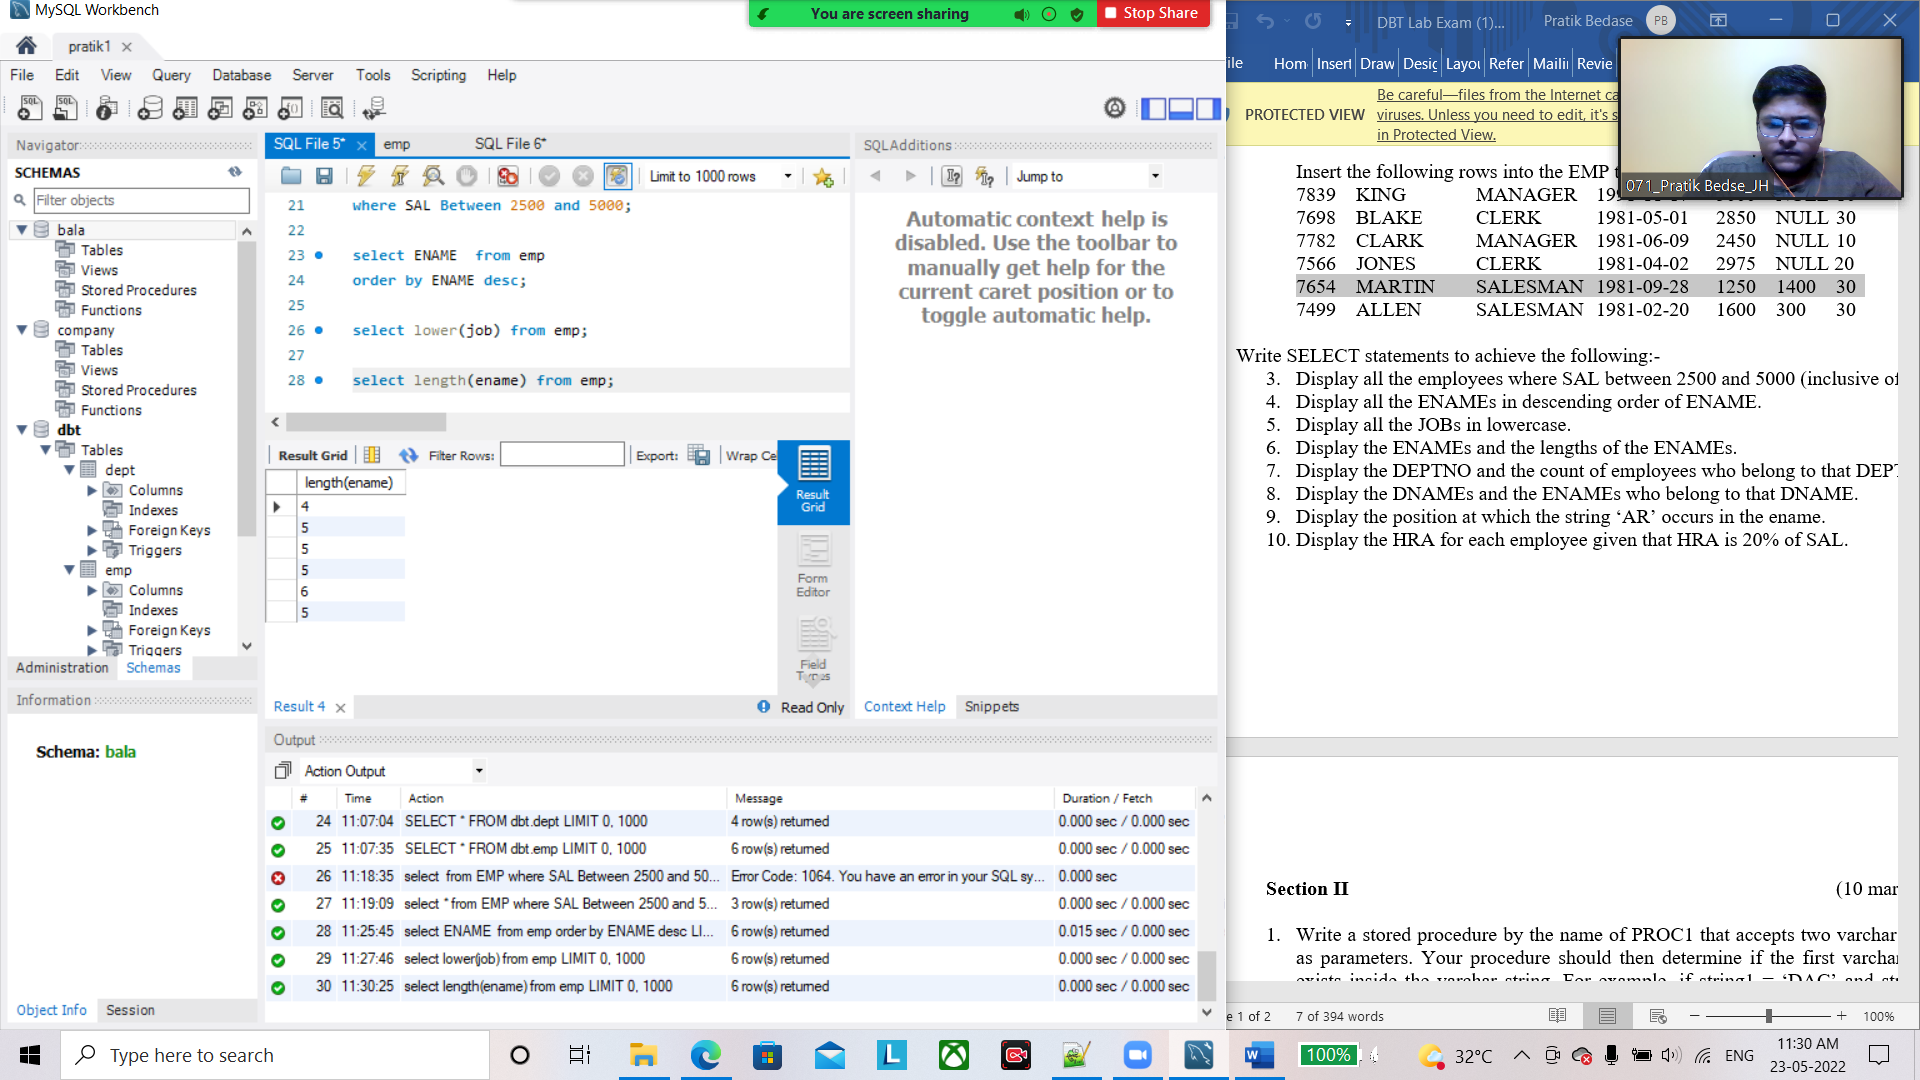 MySQL Workbench
You are screen sharing
Stop Share
pratik1
File Edit View Query Database Server Tools Scripting Help
Navigator
SCHEMAS
Filter objects
bala
Tables
Views
Stored Procedures
Functions
company
Tables
Views
Stored Procedures
Functions
dbt
Tables
dept
Columns
Indexes
Foreign Keys
Triggers
emp
Columns
Indexes
Foreign Keys
Triggers
Administration Schemas
Information
Schema: bala
Object Info Session
SQL File 5* emp SQL File 6*
Limit to 1000 rows
21 where SAL Between 2500 and 5000;
22
23 select ENAME from emp
24 order by ENAME desc;
25
26 select lower(job) from emp;
27
28 select length(ename) from emp;
Result Grid Filter Rows: Export: Wrap Cel
length(ename)
4
5
5
5
6
5
Result Grid
Form Editor
Field Types
Result 4 Read Only
SQLAdditions
Jump to
Automatic context help is
disabled. Use the toolbar to
manually get help for the
current caret position or to
toggle automatic help.
Context Help Snippets
Output
Action Output
# Time Action Message Duration / Fetch
24 11:07:04 SELECT * FROM dbt.dept LIMIT 0, 1000 4 row(s) returned 0.000 sec / 0.000 sec
25 11:07:35 SELECT * FROM dbt.emp LIMIT 0, 1000 6 row(s) returned 0.000 sec / 0.000 sec
26 11:18:35 select from EMP where SAL Between 2500 and 50... Error Code: 1064. You have an error in your SQL sy... 0.000 sec
27 11:19:09 select * from EMP where SAL Between 2500 and 5... 3 row(s) returned 0.000 sec / 0.000 sec
28 11:25:45 select ENAME from emp order by ENAME desc LI... 6 row(s) returned 0.015 sec / 0.000 sec
29 11:27:46 select lower(job) from emp LIMIT 0, 1000 6 row(s) returned 0.000 sec / 0.000 sec
30 11:30:25 select length(ename) from emp LIMIT 0, 1000 6 row(s) returned 0.000 sec / 0.000 sec
DBT Lab Exam (1)... Pratik Bedase PB
ile Hom Insert Draw Desig Layou Refer Mailin Revie
PROTECTED VIEW
Be careful—files from the Internet ca
viruses. Unless you need to edit, it's s
in Protected View.
071_Pratik Bedse_JH
Insert the following rows into the EMP t
7839 KING MANAGER
7698 BLAKE CLERK 1981-05-01 2850 NULL 30
7782 CLARK MANAGER 1981-06-09 2450 NULL 10
7566 JONES CLERK 1981-04-02 2975 NULL 20
7654 MARTIN SALESMAN 1981-09-28 1250 1400 30
7499 ALLEN SALESMAN 1981-02-20 1600 300 30
Write SELECT statements to achieve the following:-
3. Display all the employees where SAL between 2500 and 5000 (inclusive of
4. Display all the ENAMEs in descending order of ENAME.
5. Display all the JOBs in lowercase.
6. Display the ENAMEs and the lengths of the ENAMEs.
7. Display the DEPTNO and the count of employees who belong to that DEPT
8. Display the DNAMEs and the ENAMEs who belong to that DNAME.
9. Display the position at which the string ‘AR’ occurs in the ename.
10. Display the HRA for each employee given that HRA is 20% of SAL.
Section II (10 mar
1. Write a stored procedure by the name of PROC1 that accepts two varchar
as parameters. Your procedure should then determine if the first varchar
exists inside the varchar string. For example, if string1 = ‘DAC’ and str
e 1 of 2 7 of 394 words 100%
Type here to search
100% 32°C ENG 11:30 AM
23-05-2022